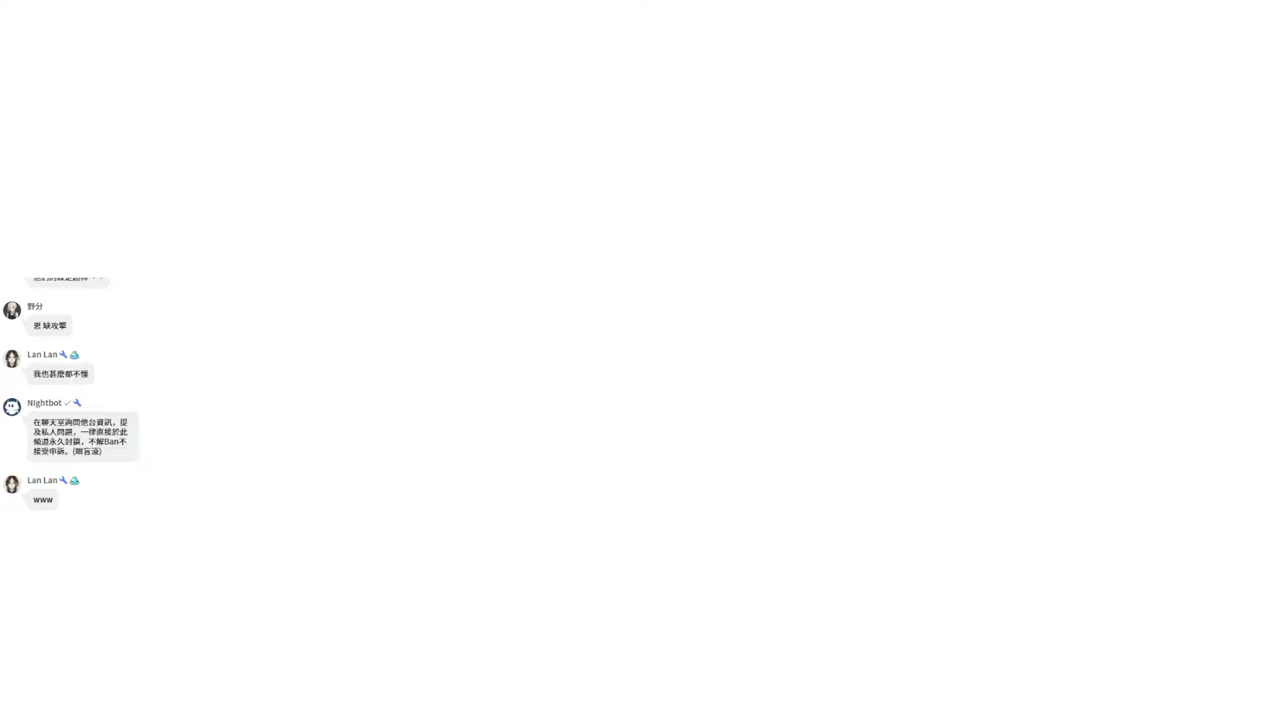 野分
恩 缺攻擊
Lan Lan
我也甚麼都不懂
Nightbot
在聊天室詢問他台資訊，提
及私人問題，一律直接於此
頻道永久封鎖，不解Ban不
接受申訴。(眼盲滾)
Lan Lan
www